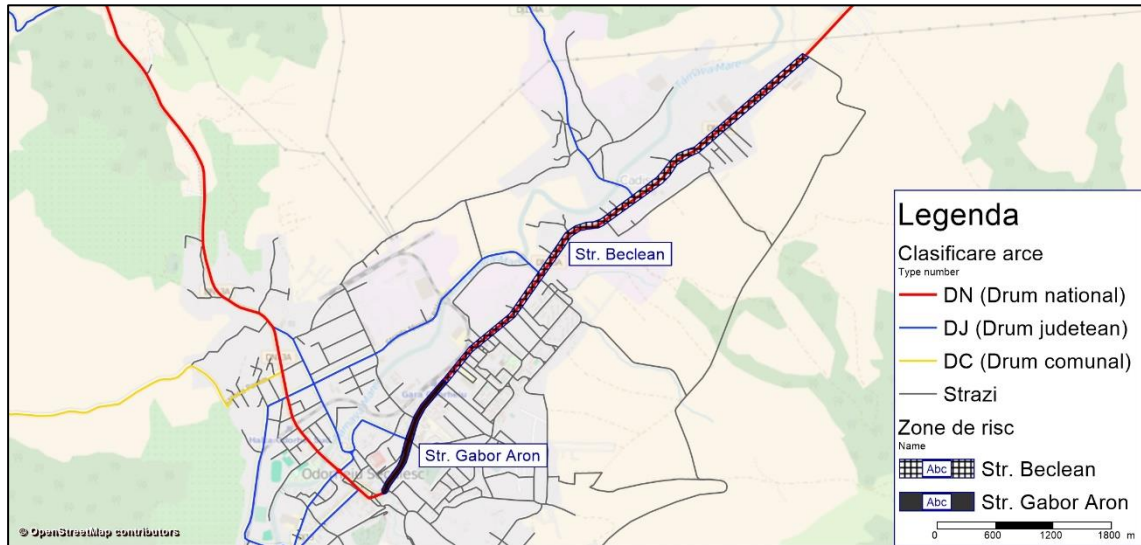 Str. Beclean
Str. Gabor Aron
Legenda
Clasificare arce
Type number
DN (Drum national)
DJ (Drum judetean)
DC (Drum comunal)
Strazi
Zone de risc
Name
Abc Str. Beclean
Abc Str. Gabor Aron
0 600 1200 1800 m
© OpenStreetMap contributors